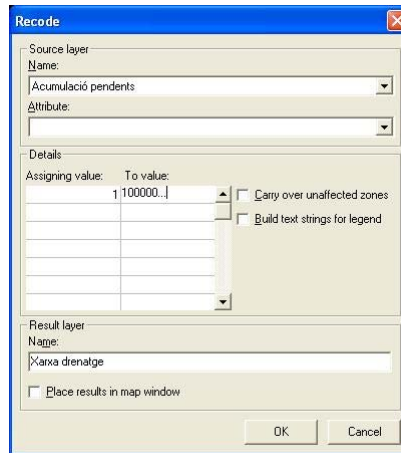 Recode
Source layer
Name:
Acumulació pendents
Attribute:
Details
Assigning value: To value:
1 100000...
Carry over unaffected zones
Build text strings for legend
Result layer
Name:
Xarxa drenatge
Place results in map window
OK Cancel